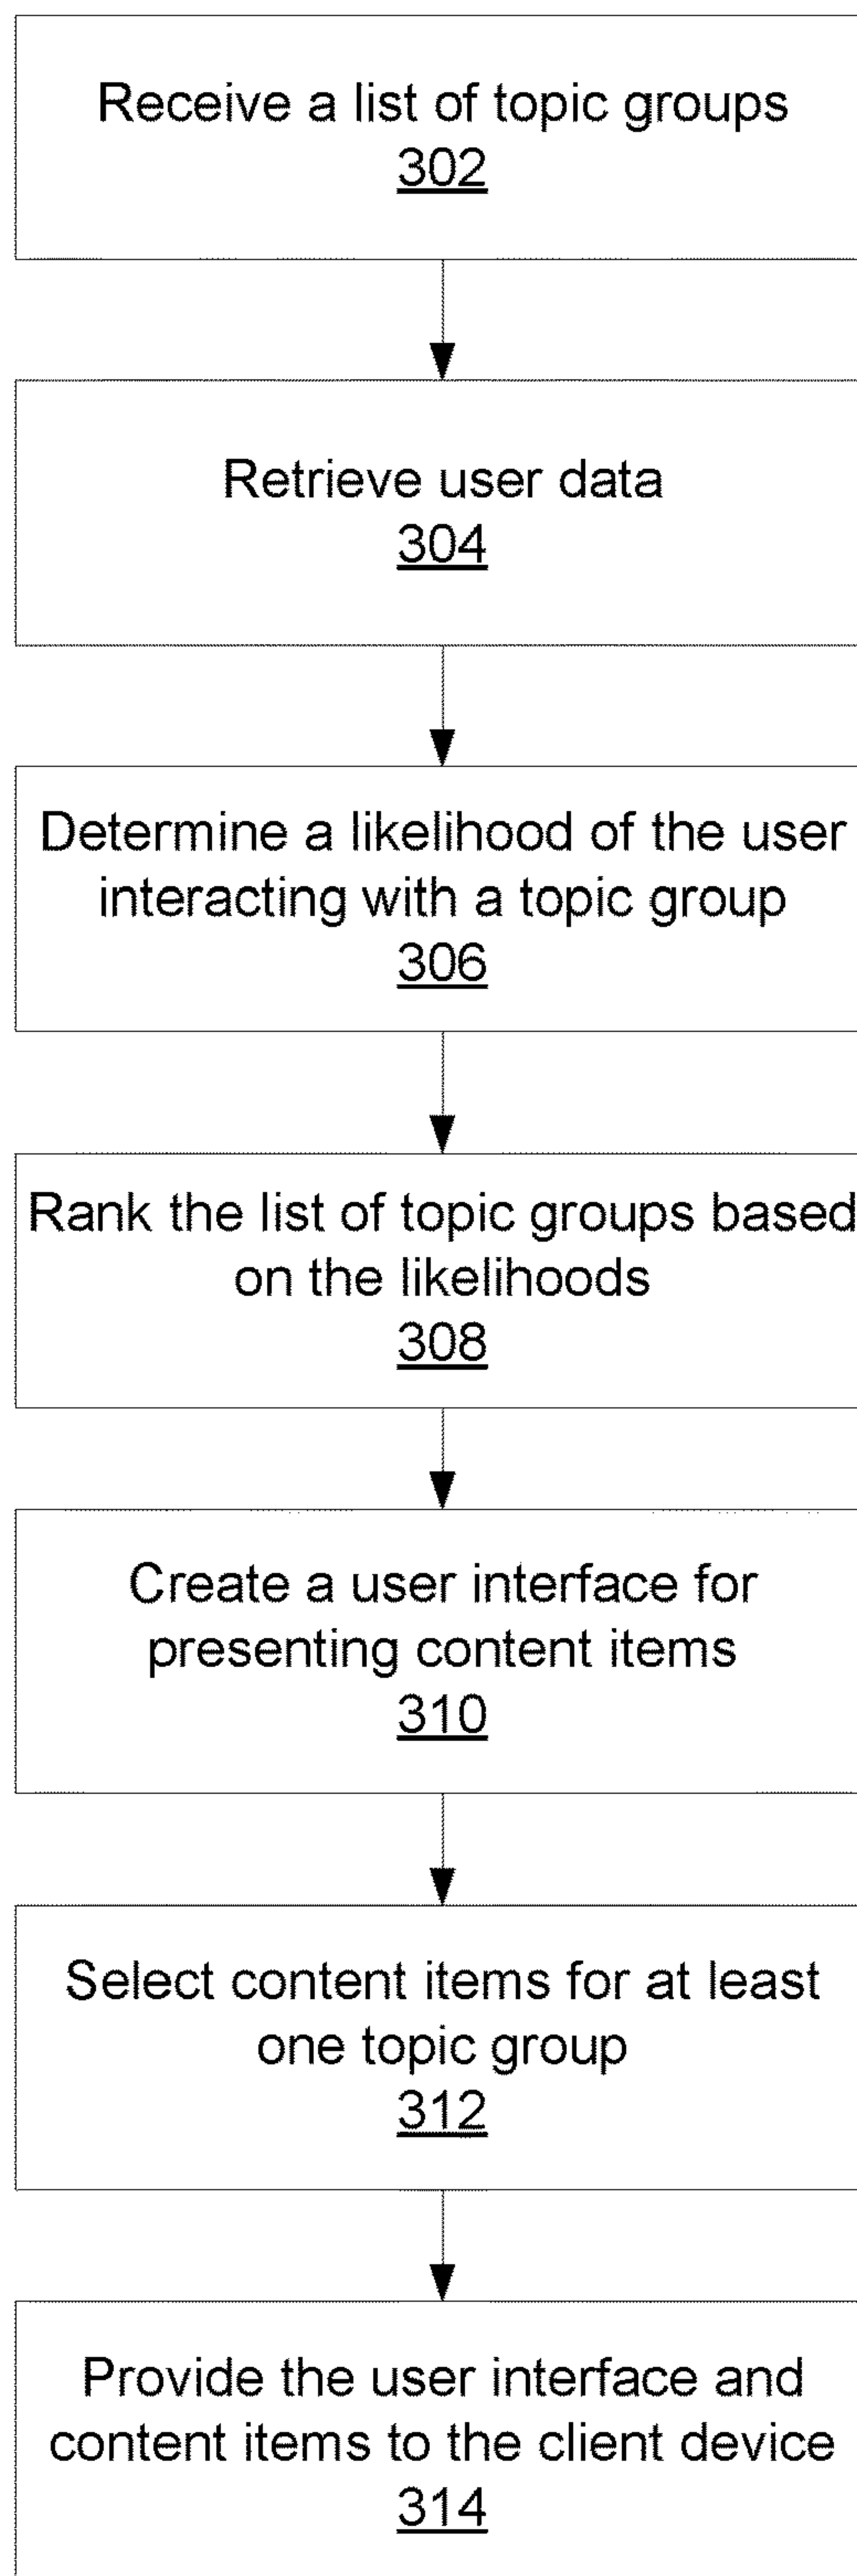 Receive a list of topic groups
302
Retrieve user data
304
Determine a likelihood of the user
interacting with a topic group
306
Rank the list of topic groups based
on the likelihoods
308
Create a user interface for
presenting content items
310
Select content items for at least
one topic group
312
Provide the user interface and
content items to the client device
314